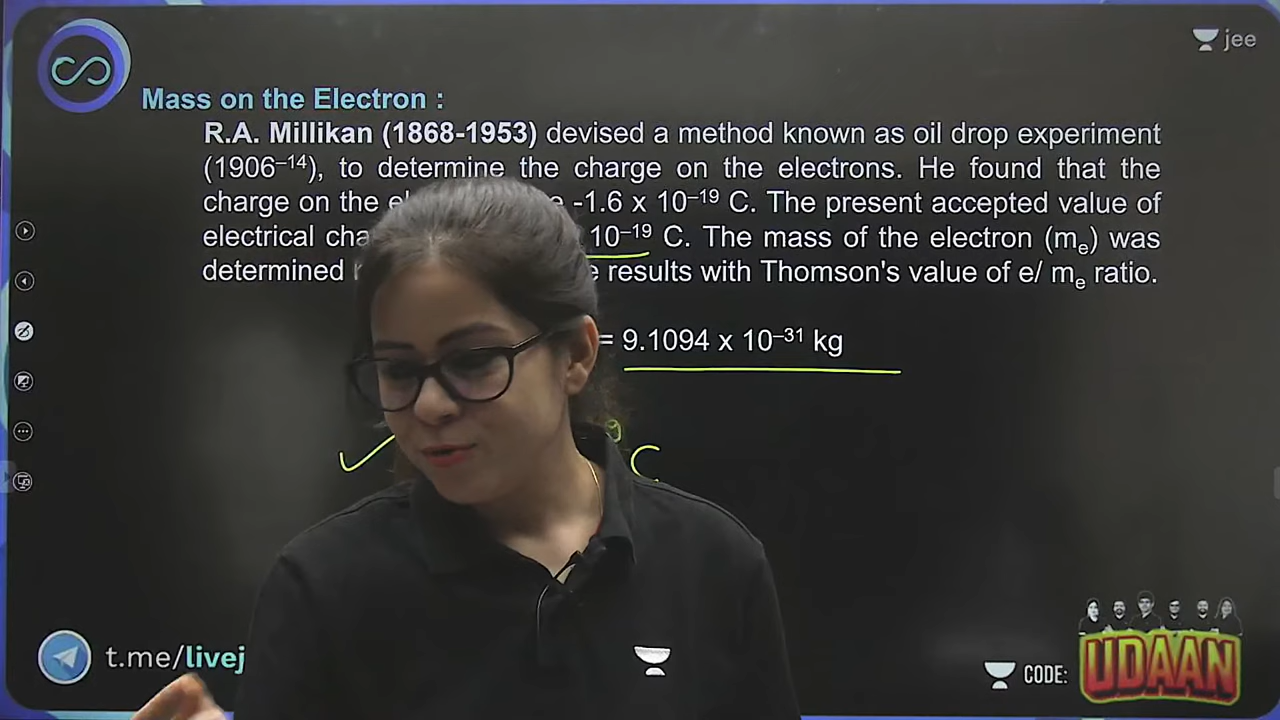 jee
Mass on the Electron :
R.A. Millikan (1868-1953) devised a method known as oil drop experiment
(1906⁻¹⁴), to determine the charge on the electrons. He found that the
charge on the -1.6 x 10⁻¹⁹ C. The present accepted value of
electrical 10⁻¹⁹ C. The mass of the electron (mₑ) was
determined results with Thomson's value of e/ mₑ ratio.
= 9.1094 x 10⁻³¹ kg
C
t.me/livej
CODE:
UDAAN